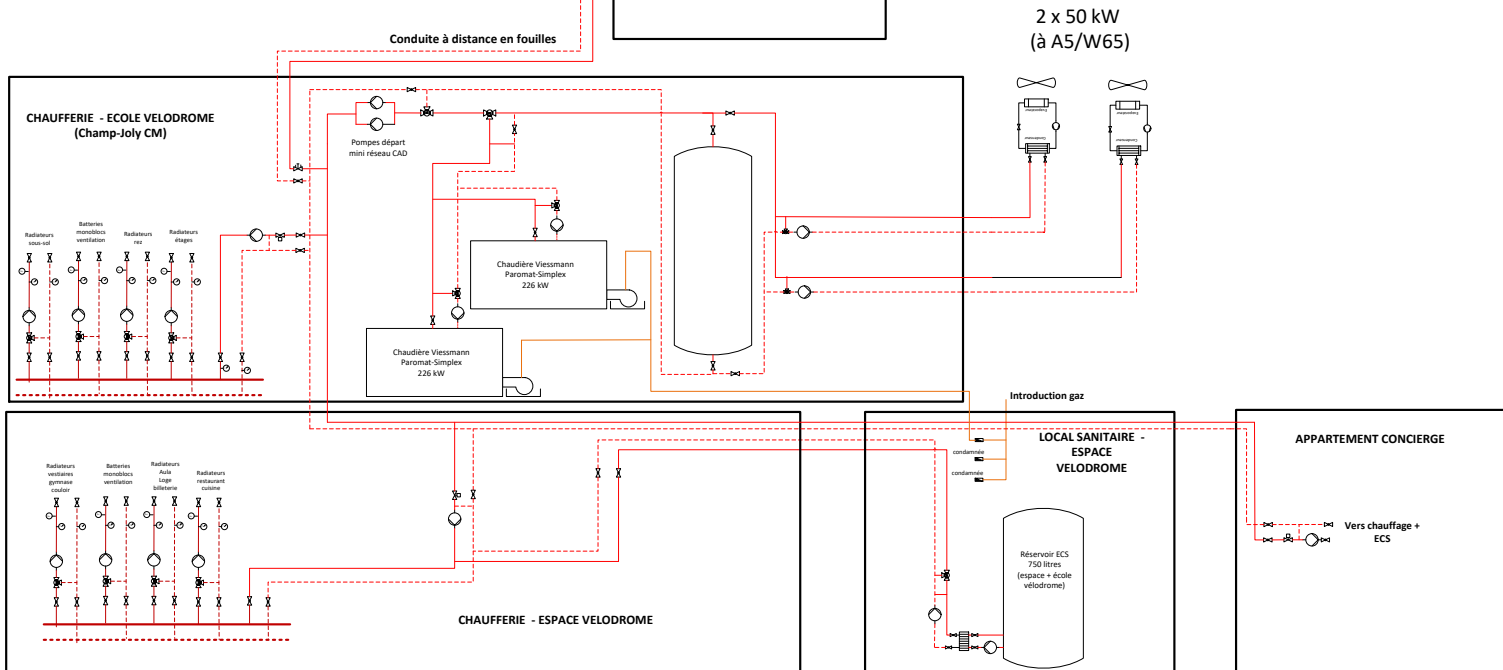 2 x 50 kW
(à A5/W65)
Conduite à distance en fouilles
CHAUFFERIE - ECOLE VELODROME
(Champ-Joly CM)
Pompes départ
mini réseau CAD
Evaporateur
Condenseur
Evaporateur
Condenseur
Radiateurs
sous-sol
Batteries
monoblocs
ventilation
Radiateurs
rez
Radiateurs
étages
Chaudière Viessmann
Paromat-Simplex
226 kW
Chaudière Viessmann
Paromat-Simplex
226 kW
Introduction gaz
condamnée
condamnée
LOCAL SANITAIRE -
ESPACE
VELODROME
APPARTEMENT CONCIERGE
Radiateurs
vestiaires
gymnase
couloir
Batteries
monoblocs
ventilation
Radiateurs
Aula
Loge
billeterie
Radiateurs
restaurant
cuisine
Réservoir ECS
750 litres
(espace + école
vélodrome)
Vers chauffage +
ECS
CHAUFFERIE - ESPACE VELODROME